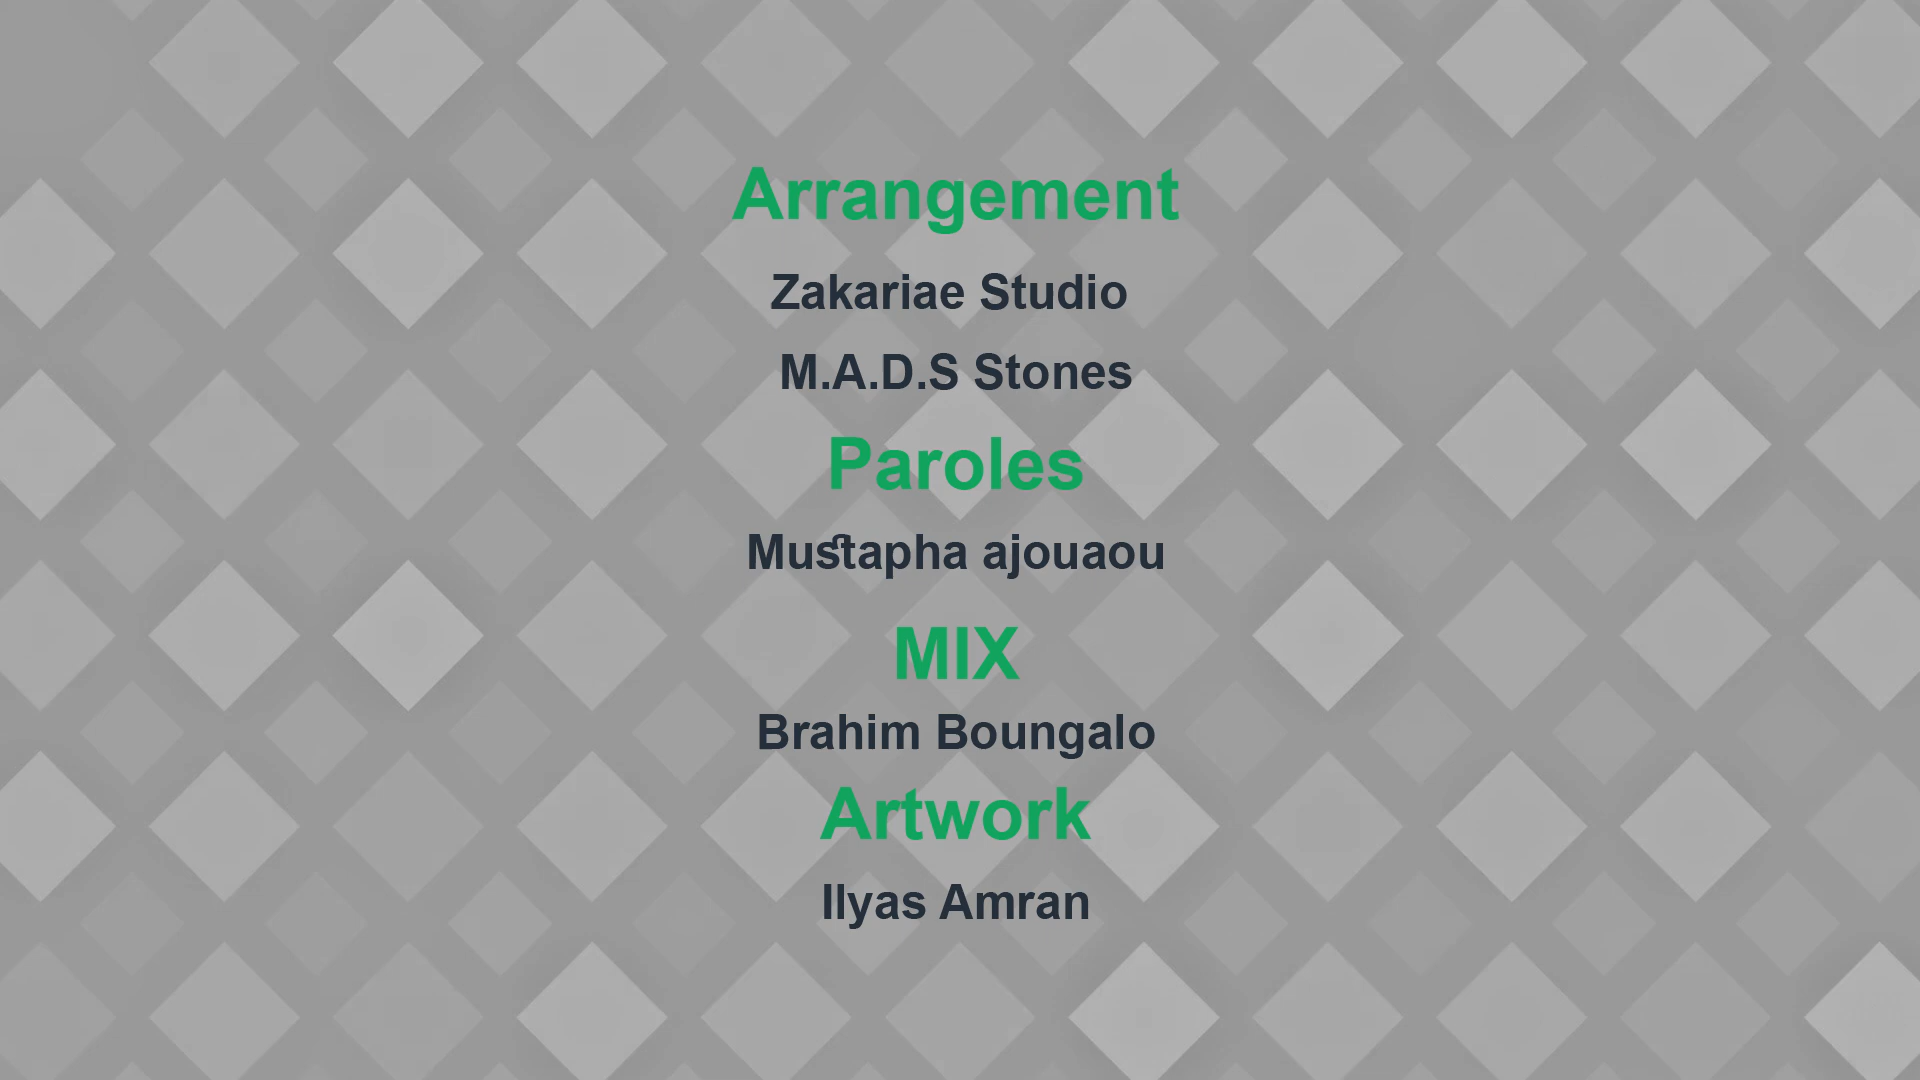 Arrangement
Zakariae Studio
M.A.D.S Stones
Paroles
Mustapha ajouaou
MIX
Brahim Boungalo
Artwork
Ilyas Amran